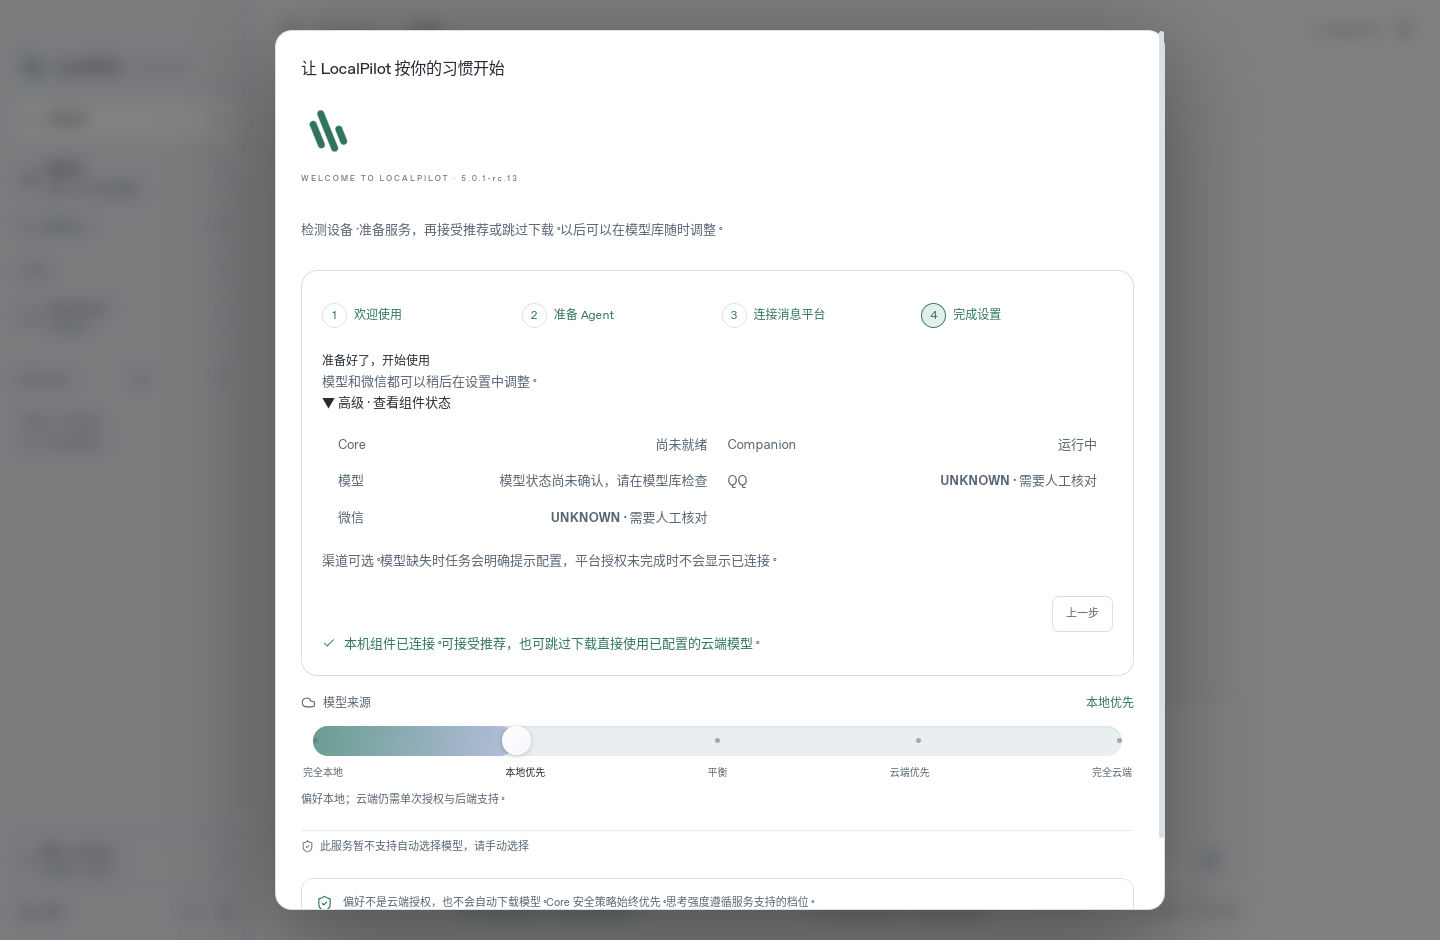 让 LocalPilot 按你的习惯开始
WELCOME TO LOCALPILOT · 5.0.1-rc.13
检测设备、准备服务，再接受推荐或跳过下载。以后可以在模型库随时调整。
1 欢迎使用
2 准备 Agent
3 连接消息平台
4 完成设置
准备好了，开始使用
模型和微信都可以稍后在设置中调整。
▼ 高级 · 查看组件状态
Core 尚未就绪 Companion 运行中
模型 模型状态尚未确认，请在模型库检查 QQ UNKNOWN · 需要人工核对
微信 UNKNOWN · 需要人工核对
渠道可选。模型缺失时任务会明确提示配置，平台授权未完成时不会显示已连接。
上一步
本机组件已连接。可接受推荐，也可跳过下载直接使用已配置的云端模型。
模型来源 本地优先
完全本地 本地优先 平衡 云端优先 完全云端
偏好本地；云端仍需单次授权与后端支持。
此服务暂不支持自动选择模型，请手动选择
偏好不是云端授权，也不会自动下载模型。Core 安全策略始终优先。思考强度遵循服务支持的档位。